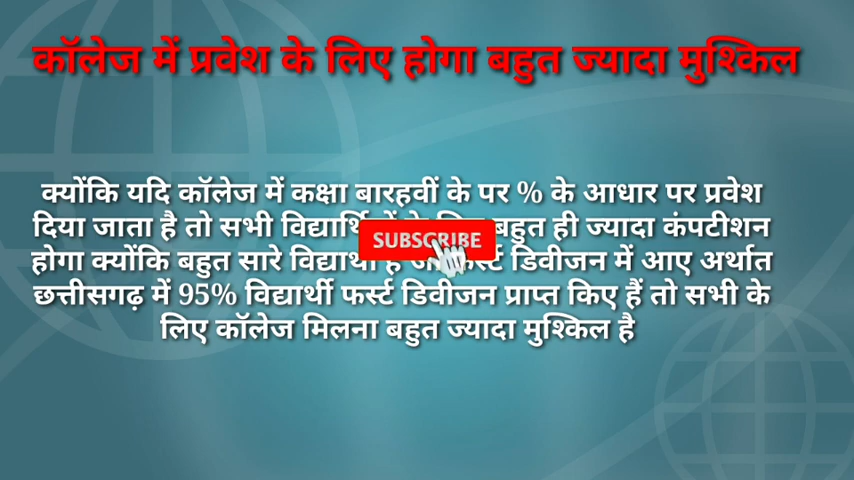 कॉलेज में प्रवेश के लिए होगा बहुत ज्यादा मुश्किल
क्योंकि यदि कॉलेज में कक्षा बारहवीं के पर % के आधार पर प्रवेश
दिया जाता है तो सभी बहुत ही ज्यादा कंपटीशन
SUBSCRIBE
होगा क्योंकि बहुत सारे विद्यार्थी डिवीजन में आए अर्थात
छत्तीसगढ़ में 95% विद्यार्थी फर्स्ट डिवीजन प्राप्त किए हैं तो सभी के
लिए कॉलेज मिलना बहुत ज्यादा मुश्किल है